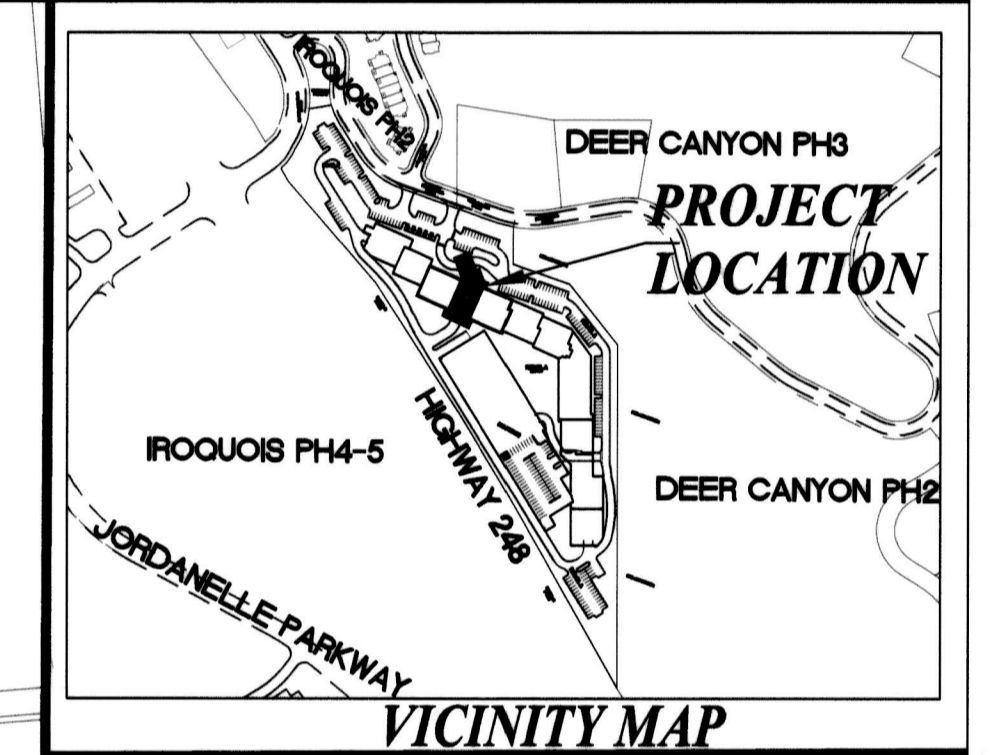 IROQUOIS PH2
DEER CANYON PH3
PROJECT
LOCATION
HIGHWAY 248
IROQUOIS PH4-5
DEER CANYON PH2
JORDANELLE PARKWAY
VICINITY MAP